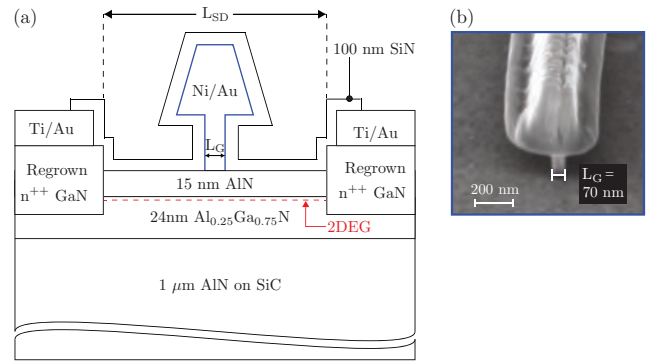 (a)
L_SD
100 nm SiN
Ni/Au
L_G
Ti/Au
Ti/Au
Regrown
n⁺⁺ GaN
15 nm AlN
Regrown
n⁺⁺ GaN
24nm Al₀.₂₅Ga₀.₇₅N
2DEG
1 μm AlN on SiC
(b)
L_G =
70 nm
200 nm